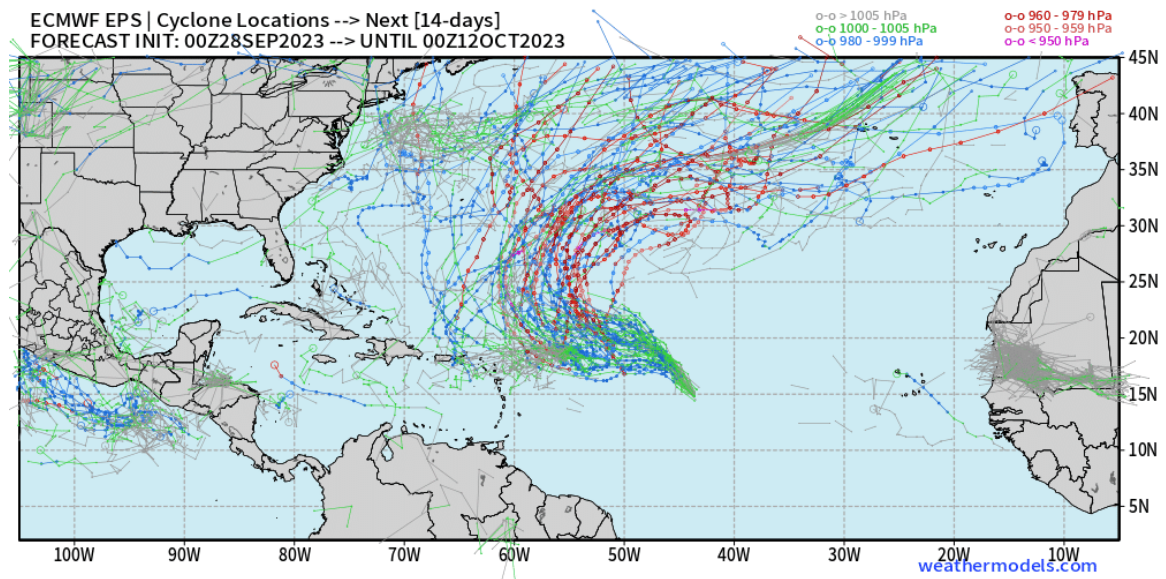 ECMWF EPS | Cyclone Locations --> Next [14-days]
FORECAST INIT: 00Z28SEP2023 --> UNTIL 00Z12OCT2023
o-o > 1005 hPa
o-o 1000 - 1005 hPa
o-o 980 - 999 hPa
o-o 960 - 979 hPa
o-o 950 - 959 hPa
o-o < 950 hPa
45N
40N
35N
30N
25N
20N
15N
10N
5N
100W 90W 80W 70W 60W 50W 40W 30W 20W 10W
weathermodels.com